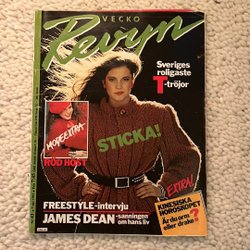 VECKO
Revyn
Sveriges
roligaste
T-tröjor
MODEEXTRA
RÖD HÖST
STICKA!
EXTRA!
KINESISKA
HOROSKOPET
Är du orm
eller drake?
FREESTYLE-intervju
JAMES DEAN-sanningen
om hans liv